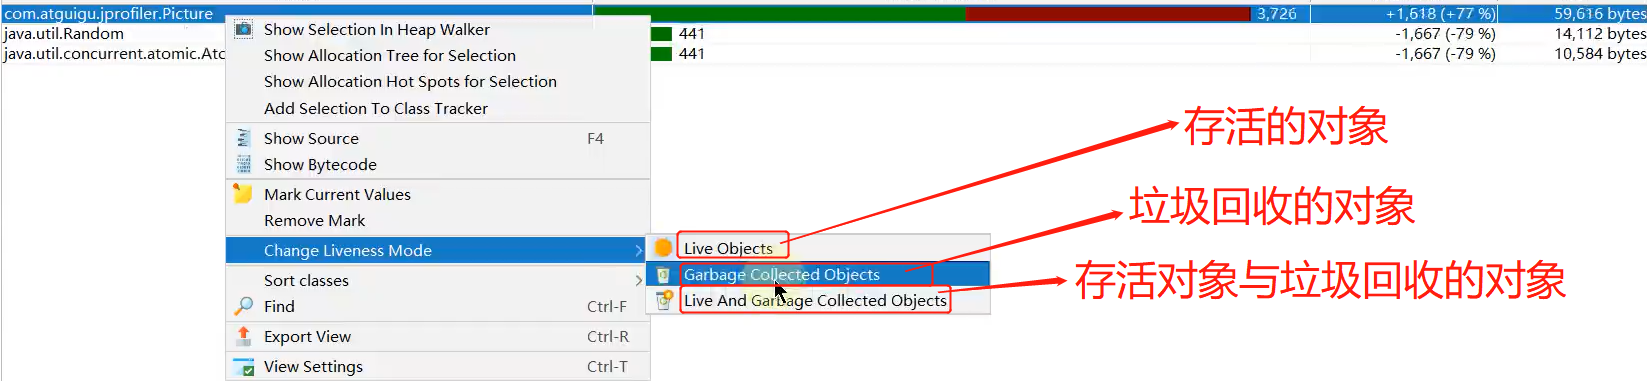 com.atguigu.jprofiler.Picture 3,726 +1,618 (+77 %) 59,616 bytes
java.util.Random 441 -1,667 (-79 %) 14,112 bytes
java.util.concurrent.atomic.Atc 441 -1,667 (-79 %) 10,584 bytes
Show Selection In Heap Walker
Show Allocation Tree for Selection
Show Allocation Hot Spots for Selection
Add Selection To Class Tracker
Show Source F4
Show Bytecode
Mark Current Values
Remove Mark
Change Liveness Mode
Sort classes
Find Ctrl-F
Export View Ctrl-R
View Settings Ctrl-T
Live Objects
Garbage Collected Objects
Live And Garbage Collected Objects
存活的对象
垃圾回收的对象
存活对象与垃圾回收的对象